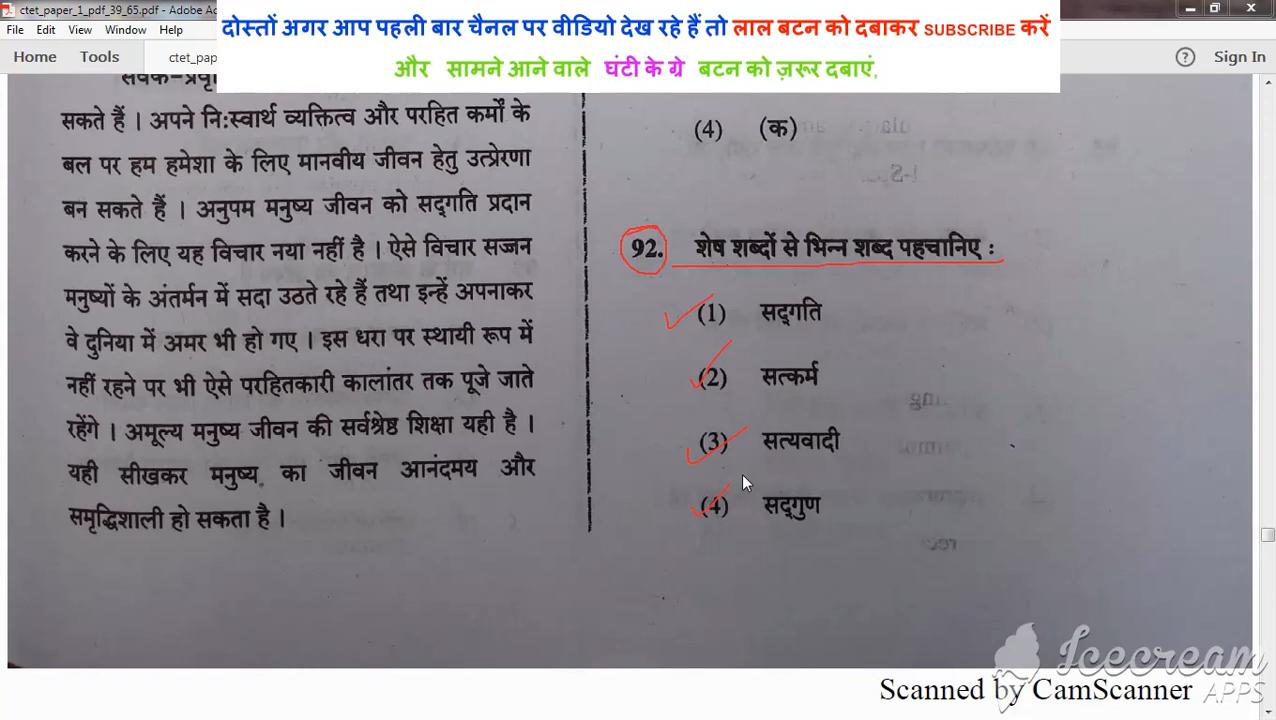 ctet_paper_1_pdf_39_65.pdf - Adobe Ac
File Edit View Window Help
Home Tools ctet_pap
Sign In
दोस्तों अगर आप पहली बार चैनल पर वीडियो देख रहे हैं तो लाल बटन को दबाकर SUBSCRIBE करें
और सामने आने वाले घंटी के ग्रे बटन को ज़रूर दबाएं,
सकते हैं । अपने नि:स्वार्थ व्यक्तित्व और परहित कर्मों के
बल पर हम हमेशा के लिए मानवीय जीवन हेतु उत्प्रेरणा
बन सकते हैं । अनुपम मनुष्य जीवन को सद्‌गति प्रदान
करने के लिए यह विचार नया नहीं है । ऐसे विचार सज्जन
मनुष्यों के अंतर्मन में सदा उठते रहे हैं तथा इन्हें अपनाकर
वे दुनिया में अमर भी हो गए । इस धरा पर स्थायी रूप में
नहीं रहने पर भी ऐसे परहितकारी कालांतर तक पूजे जाते
रहेंगे । अमूल्य मनुष्य जीवन की सर्वश्रेष्ठ शिक्षा यही है ।
यही सीखकर मनुष्य का जीवन आनंदमय और
समृद्धिशाली हो सकता है ।
(4) (क)
92. शेष शब्दों से भिन्न शब्द पहचानिए :
(1) सद्‌गति
(2) सत्कर्म
(3) सत्यवादी
(4) सद्‌गुण
Icecream
APPS
Scanned by CamScanner